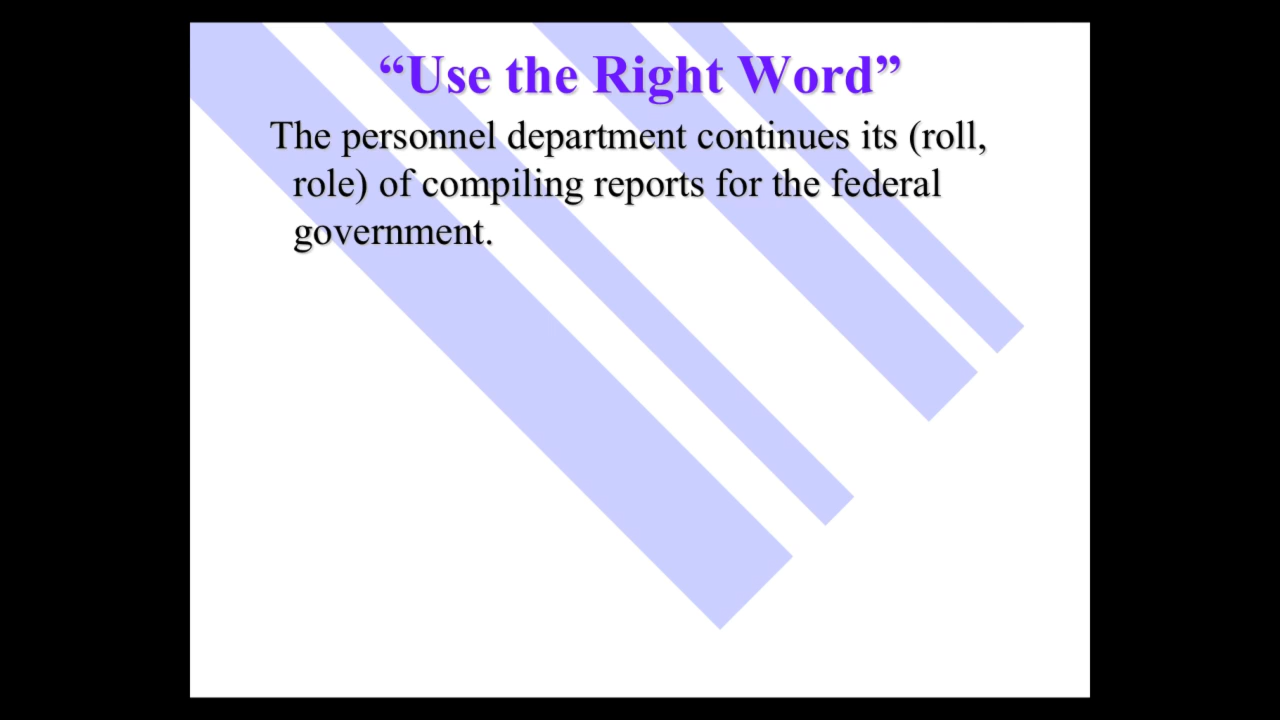 “Use the Right Word”
The personnel department continues its (roll,
role) of compiling reports for the federal
government.